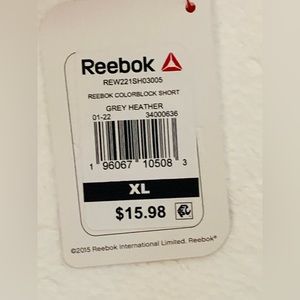 Reebok
REW221SH03005
REEBOK COLORBLOCK SHORT
GREY HEATHER
01-22 34000636
1 96067 10508 3
XL
$15.98
©2015 Reebok International Limited. Reebok®